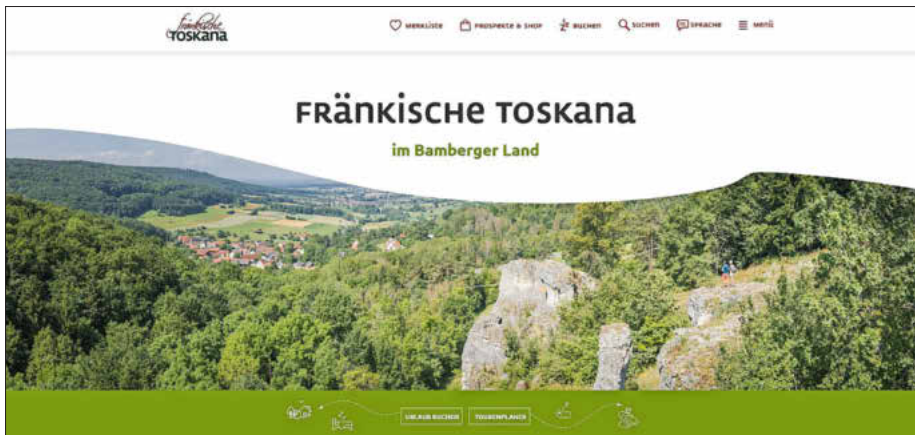 fränkische
TOSKANA
MERKLISTE
PROSPEKTE & SHOP
BUCHEN
SUCHEN
SPRACHE
MENÜ
FRÄNKISCHE TOSKANA
im Bamberger Land
URLAUB BUCHEN
TOURENPLANER